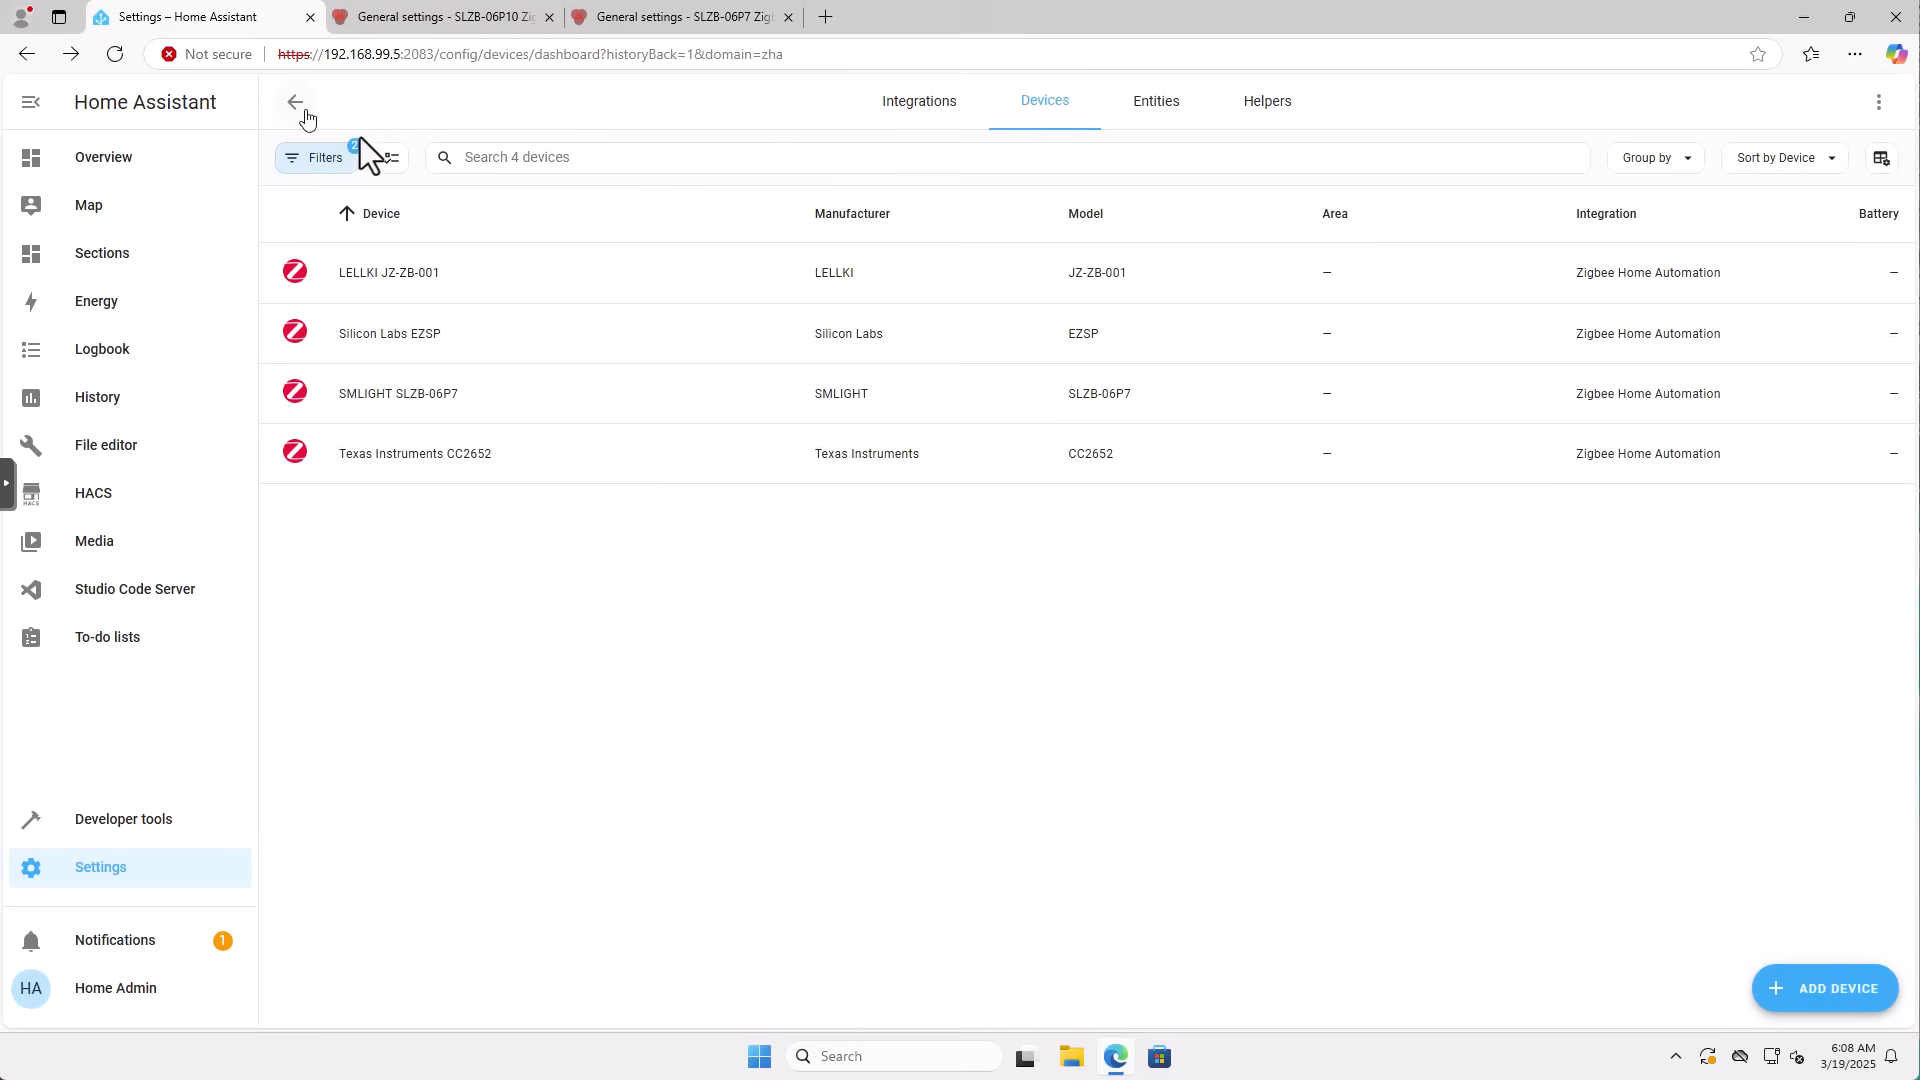 Settings – Home Assistant
General settings - SLZB-06P10 Zi
General settings - SLZB-06P7 Zig
Not secure
https://192.168.99.5:2083/config/devices/dashboard?historyBack=1&domain=zha
Home Assistant
Integrations
Devices
Entities
Helpers
Overview
Map
Sections
Energy
Logbook
History
File editor
HACS
HACS
Media
Studio Code Server
To-do lists
Developer tools
Settings
Notifications
1
HA
Home Admin
Filters
2
Search 4 devices
Group by
Sort by Device
Device
Manufacturer
Model
Area
Integration
Battery
LELLKI JZ-ZB-001
LELLKI
JZ-ZB-001
—
Zigbee Home Automation
—
Silicon Labs EZSP
Silicon Labs
EZSP
—
Zigbee Home Automation
—
SMLIGHT SLZB-06P7
SMLIGHT
SLZB-06P7
—
Zigbee Home Automation
—
Texas Instruments CC2652
Texas Instruments
CC2652
—
Zigbee Home Automation
—
ADD DEVICE
Search
6:08 AM
3/19/2025